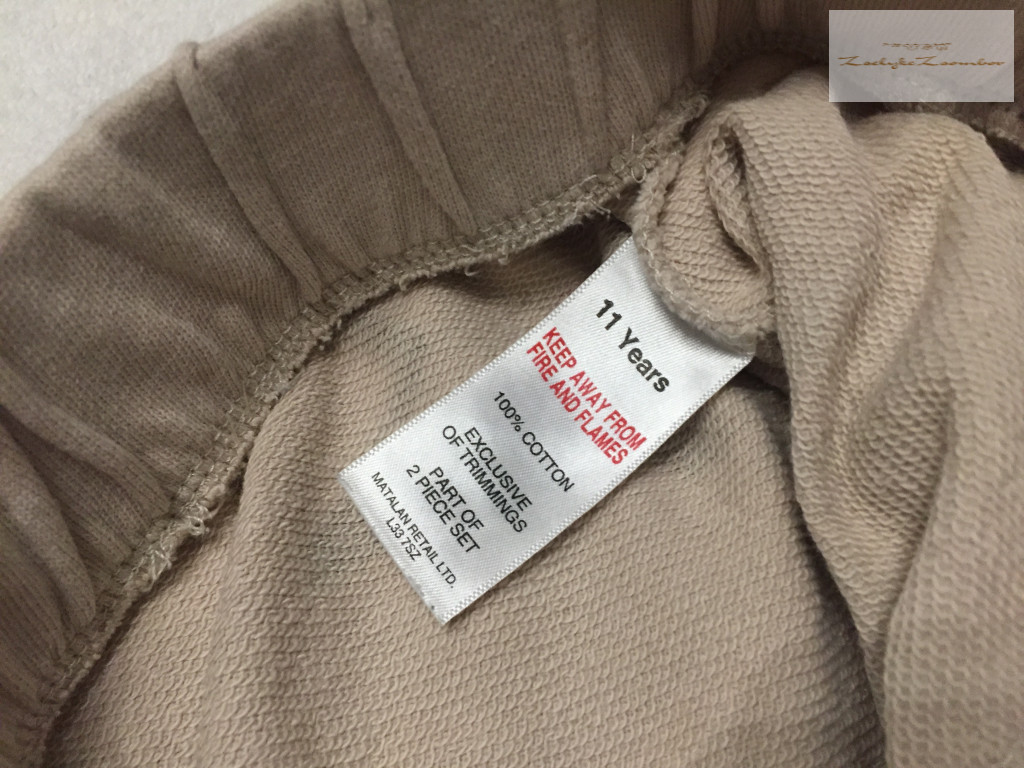 11 Years
KEEP AWAY FROM
FIRE AND FLAMES
100% COTTON
EXCLUSIVE
OF TRIMMINGS
PART OF
2 PIECE SET
MATALAN RETAIL LTD.
L33 7SZ